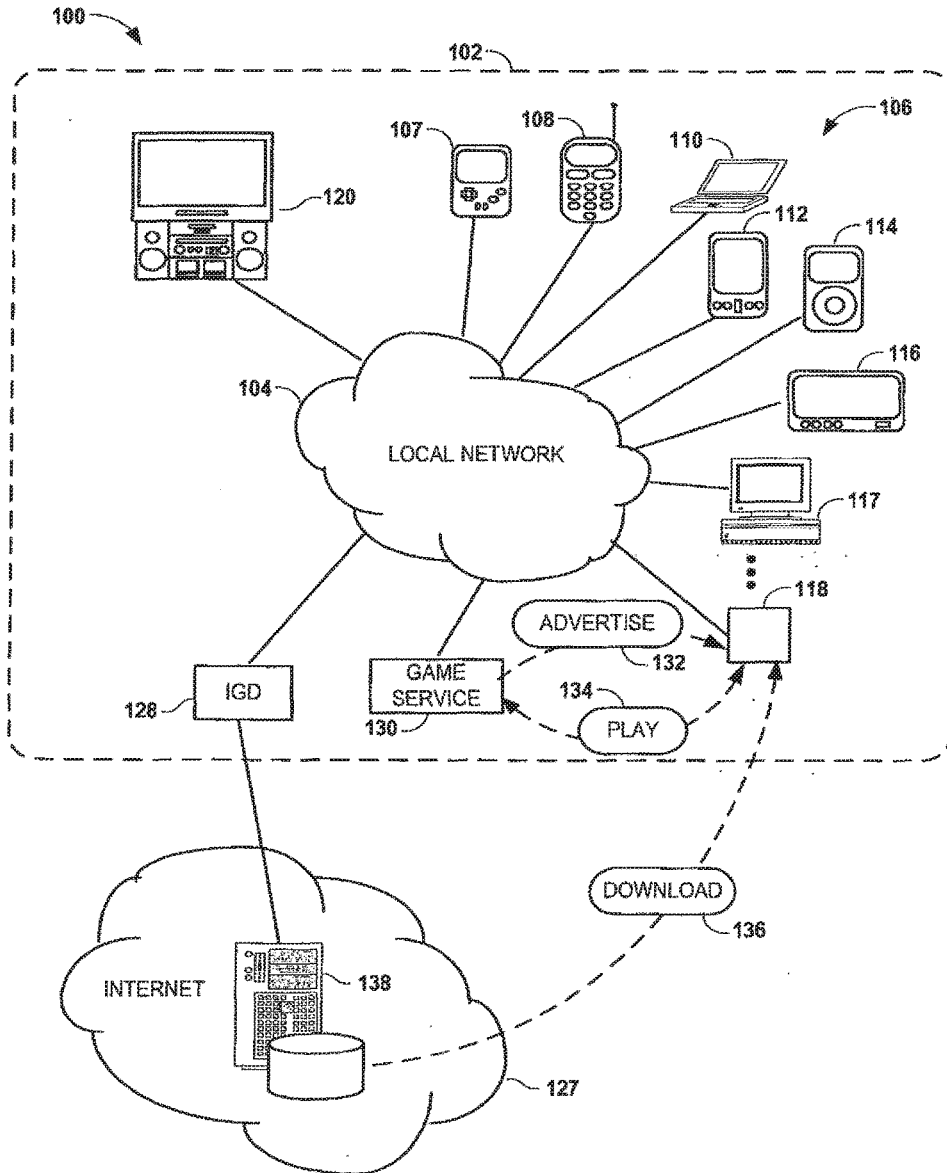 100
102
106
107
108
110
120
112
114
104
116
LOCAL NETWORK
117
118
ADVERTISE
132
IGD
GAME
SERVICE
128
130
134
PLAY
DOWNLOAD
136
INTERNET
138
127